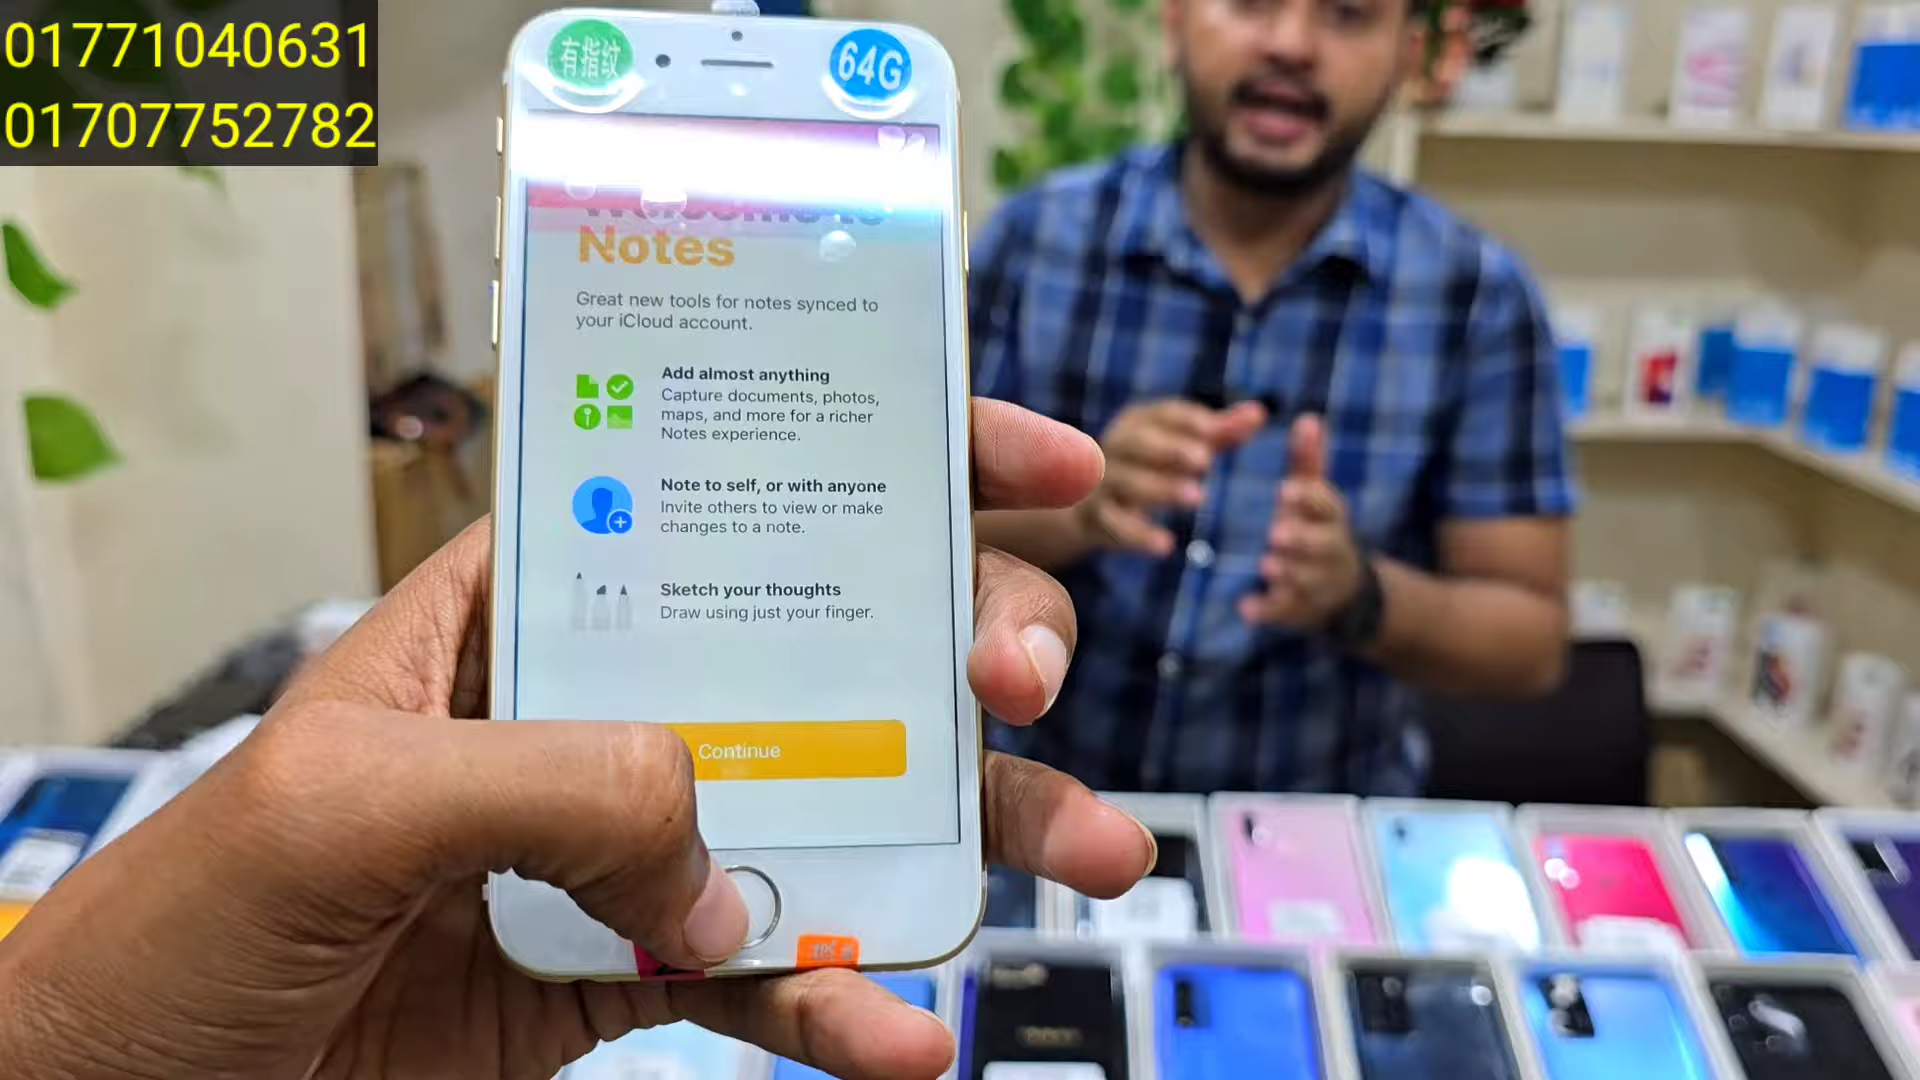 01771040631
01707752782
有指纹
64G
Welcome to
Notes
Great new tools for notes synced to
your iCloud account.
Add almost anything
Capture documents, photos,
maps, and more for a richer
Notes experience.
Note to self, or with anyone
Invite others to view or make
changes to a note.
Sketch your thoughts
Draw using just your finger.
Continue